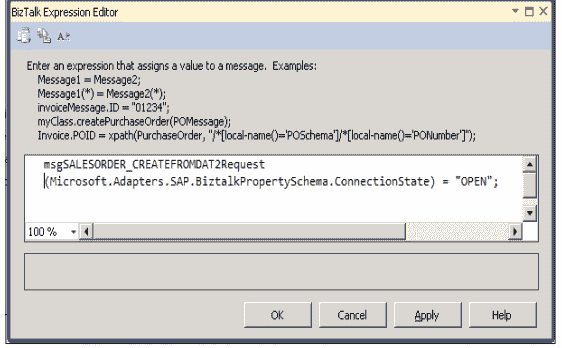 BizTalk Expression Editor
Enter an expression that assigns a value to a message. Examples:
Message1 = Message2;
Message1(*) = Message2(*);
invoiceMessage.ID = "01234";
myClass.createPurchaseOrder(POMessage);
Invoice.POID = xpath(PurchaseOrder, "/*[local-name()='POSchema']/*[local-name()='PONumber']");
msgSALESORDER_CREATEFROMDAT2Request
(Microsoft.Adapters.SAP.BiztalkPropertySchema.ConnectionState) = "OPEN";
100 %
OK Cancel Apply Help